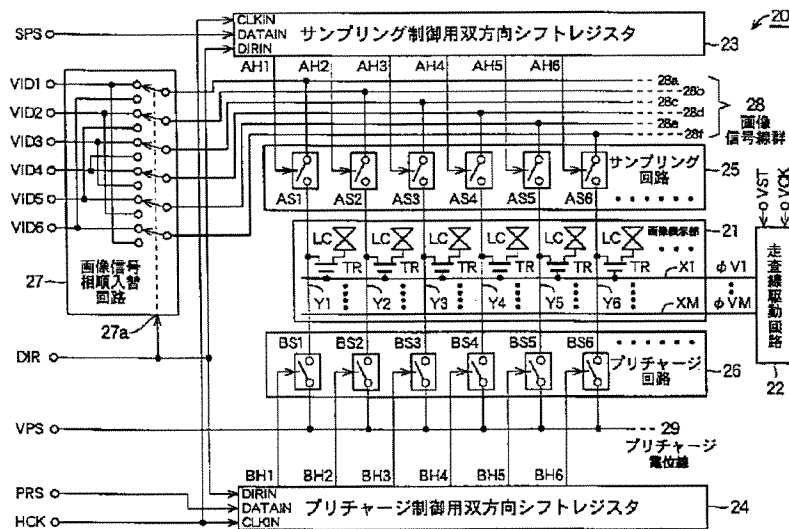 20
SPS
CLKIN
DATAIN
DIRIN
サンプリング制御用双方向シフトレジスタ
23
AH1 AH2 AH3 AH4 AH5 AH6
VID1
VID2
VID3
VID4
VID5
VID6
28a
28b
28c
28d
28e
28f
28
画像
信号線群
サンプリング
回路
25
AS1 AS2 AS3 AS4 AS5 AS6
VST
VCK
LC LC LC LC LC LC
画像表示部
21
TR TR TR TR TR TR
X1
φV1
Y1 Y2 Y3 Y4 Y5 Y6
XM
φVM
走査線駆動回路
22
27
画像信号
相順入替
回路
27a
DIR
BS1 BS2 BS3 BS4 BS5 BS6
プリチャージ
回路
26
VPS
29
プリチャージ
電位線
BH1 BH2 BH3 BH4 BH5 BH6
PRS
HCK
DIRIN
DATAIN
CLKIN
プリチャージ制御用双方向シフトレジスタ
24